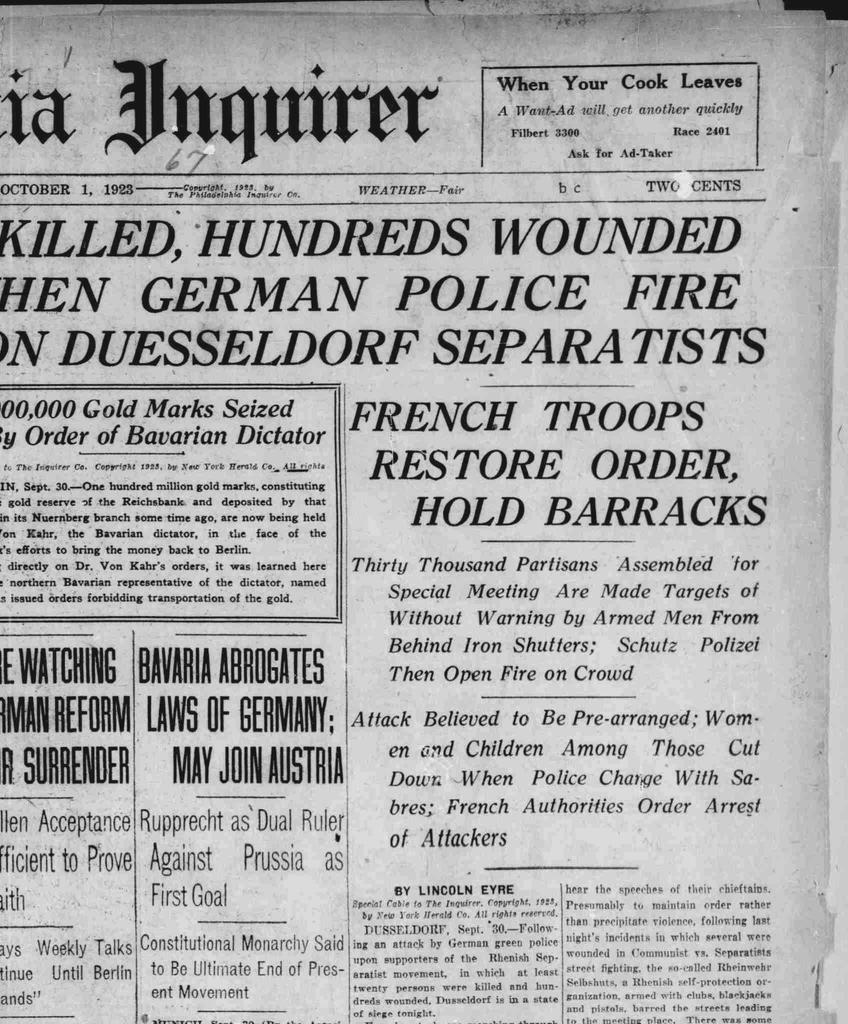 ia Inquirer
67
When Your Cook Leaves
A Want-Ad will get another quickly
Filbert 3300 Race 2401
Ask for Ad-Taker
OCTOBER 1, 1923 Copyright, 1923, by
The Philadelphia Inquirer Co. WEATHER—Fair b c TWO CENTS
KILLED, HUNDREDS WOUNDED
HEN GERMAN POLICE FIRE
ON DUESSELDORF SEPARATISTS
00,000 Gold Marks Seized
By Order of Bavarian Dictator
to The Inquirer Co. Copyright 1923, by New York Herald Co. All rights
IN, Sept. 30.—One hundred million gold marks, constituting
gold reserve of the Reichsbank and deposited by that
in its Nuernberg branch some time ago, are now being held
Von Kahr, the Bavarian dictator, in the face of the
t's efforts to bring the money back to Berlin.
directly on Dr. Von Kahr's orders, it was learned here
e northern Bavarian representative of the dictator, named
s issued orders forbidding transportation of the gold.
RE WATCHING
RMAN REFORM
R SURRENDER
llen Acceptance
fficient to Prove
aith
ays Weekly Talks
tinue Until Berlin
ands"
BAVARIA ABROGATES
LAWS OF GERMANY;
MAY JOIN AUSTRIA
Rupprecht as Dual Ruler
Against Prussia as
First Goal
Constitutional Monarchy Said
to Be Ultimate End of Pres-
ent Movement
FRENCH TROOPS
RESTORE ORDER,
HOLD BARRACKS
Thirty Thousand Partisans Assembled for
Special Meeting Are Made Targets of
Without Warning by Armed Men From
Behind Iron Shutters; Schutz Polizei
Then Open Fire on Crowd
Attack Believed to Be Pre-arranged; Wom-
en and Children Among Those Cut
Down When Police Charge With Sa-
bres; French Authorities Order Arrest
of Attackers
BY LINCOLN EYRE
Special Cable to The Inquirer. Copyright, 1923,
by New York Herald Co. All rights reserved.
DUSSELDORF, Sept. 30.—Follow-
ing an attack by German green police
upon supporters of the Rhenish Sep-
aratist movement, in which at least
twenty persons were killed and hun-
dreds wounded, Dusseldorf is in a state
of siege tonight.
hear the speeches of their chieftains.
Presumably to maintain order rather
than precipitate violence, following last
night's incidents in which several were
wounded in Communist vs. Separatists
street fighting, the so-called Rheinwehr
Selbshuts, a Rhenish self-protection or-
ganization, armed with clubs, blackjacks
and pistols, barred the streets leading
to the meeting place. There was some